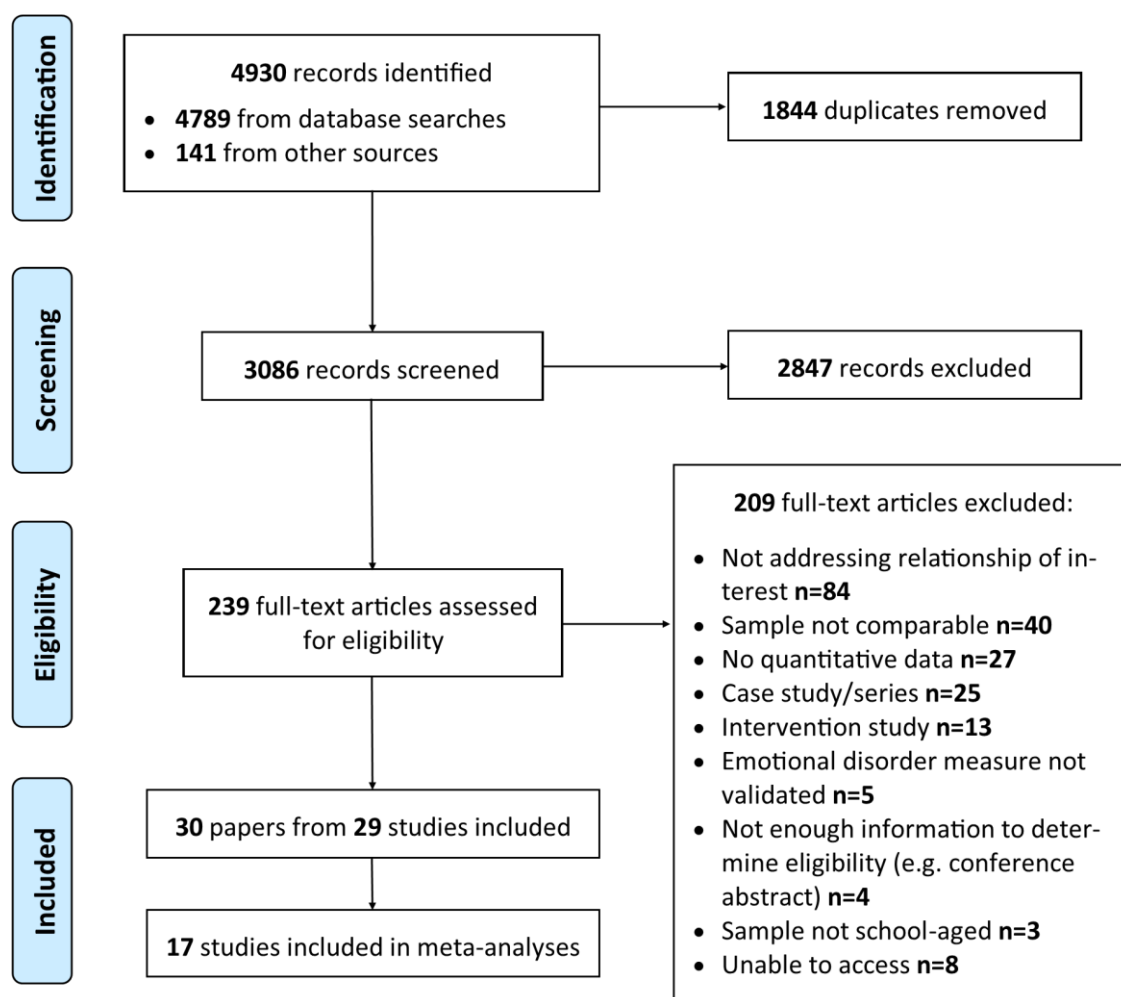 Identification
4930 records identified
• 4789 from database searches
• 141 from other sources
1844 duplicates removed
Screening
3086 records screened
2847 records excluded
Eligibility
239 full-text articles assessed
for eligibility
209 full-text articles excluded:
• Not addressing relationship of in-
terest n=84
• Sample not comparable n=40
• No quantitative data n=27
• Case study/series n=25
• Intervention study n=13
• Emotional disorder measure not
validated n=5
• Not enough information to deter-
mine eligibility (e.g. conference
abstract) n=4
• Sample not school-aged n=3
• Unable to access n=8
Included
30 papers from 29 studies included
17 studies included in meta-analyses